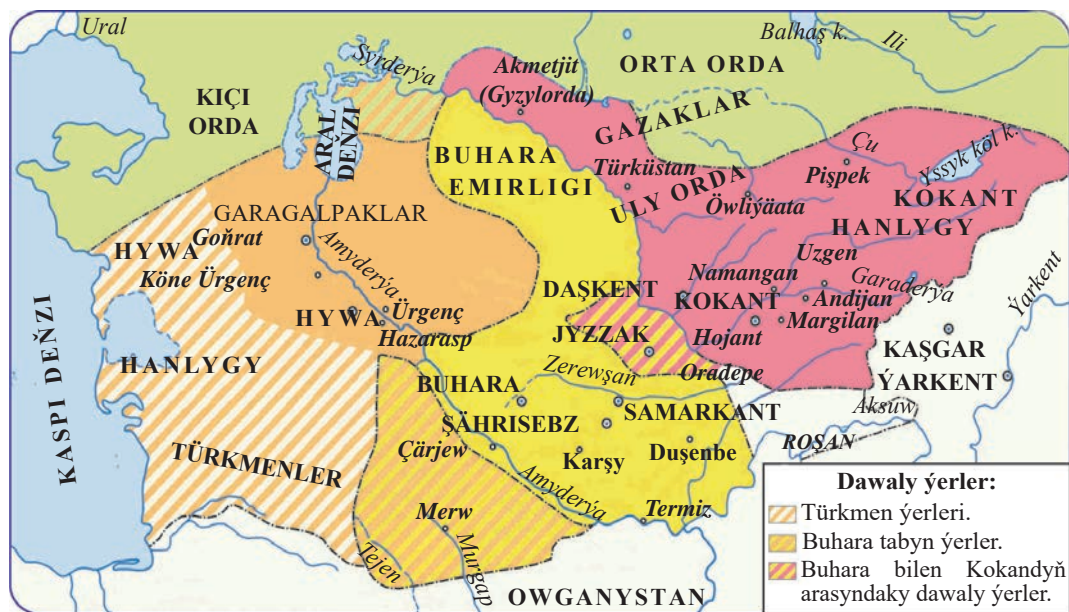 Ural
Balhaş k.
Ili
Syrderýa
Akmetjit
(Gyzylorda)
ORTA ORDA
KIÇI
ORDA
GAZAKLAR
ARAL
DEŇZI
BUHARA
EMIRLIGI
Türküstan
Çu
Pişpek
Yssyk köl k.
ULY ORDA
Öwliýäata
KOKANT
HANLYGY
GARAGALPAKLAR
HYWA
Goňrat
Amyderýa
Köne Ürgenç
Uzgen
Namangan
Garaderýa
Ýarkent
DAŞKENT
KOKANT
Andijan
HYWA
Ürgenç
Hazarasp
JYZZAK
Hojant
Margilan
KAŞGAR
HANLYGY
Zerewşan
Oradepe
ÝARKENT
BUHARA
Aksuw
KASPI DEŇZI
ŞÄHRISEBZ
SAMARKANT
Çärjew
Karşy
Duşenbe
ROŞAN
TÜRKMENLER
Amyderýa
Merw
Termiz
Tejen
Murgap
OWGANYSTAN
Dawaly ýerler:
Türkmen ýerleri.
Buhara tabyn ýerler.
Buhara bilen Kokandyň
arasyndaky dawaly ýerler.